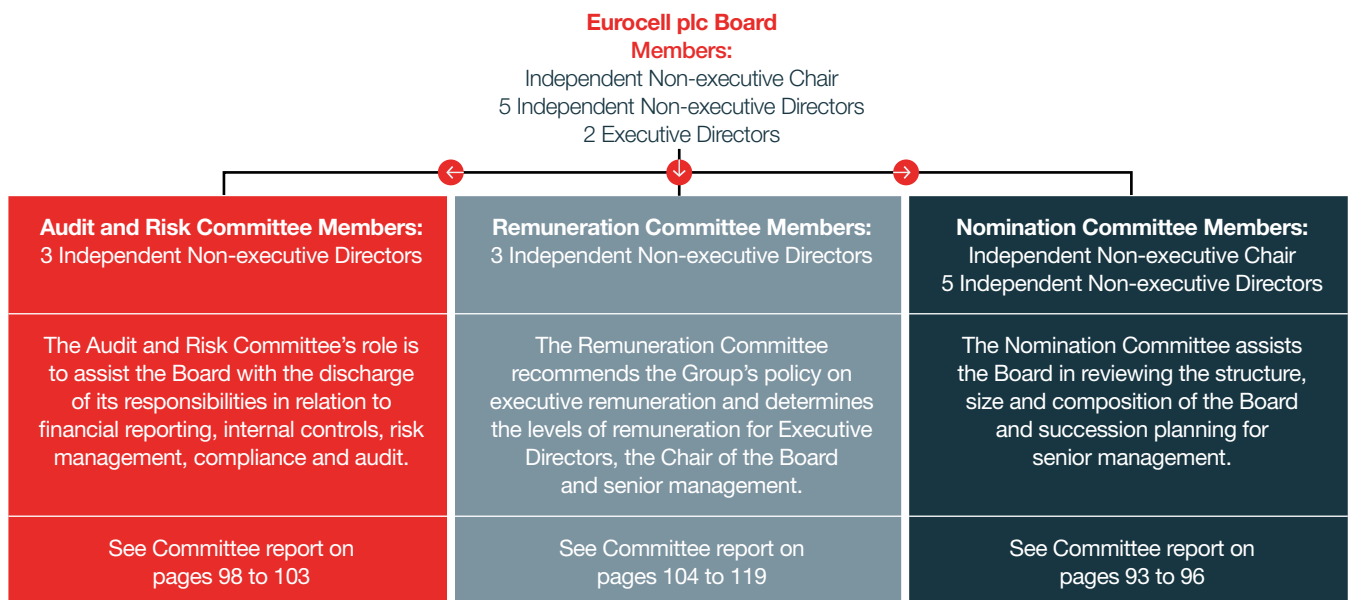 Eurocell plc Board
Members:
Independent Non-executive Chair
5 Independent Non-executive Directors
2 Executive Directors
Audit and Risk Committee Members:
3 Independent Non-executive Directors
The Audit and Risk Committee’s role is
to assist the Board with the discharge
of its responsibilities in relation to
financial reporting, internal controls, risk
management, compliance and audit.
See Committee report on
pages 98 to 103
Remuneration Committee Members:
3 Independent Non-executive Directors
The Remuneration Committee
recommends the Group’s policy on
executive remuneration and determines
the levels of remuneration for Executive
Directors, the Chair of the Board
and senior management.
See Committee report on
pages 104 to 119
Nomination Committee Members:
Independent Non-executive Chair
5 Independent Non-executive Directors
The Nomination Committee assists
the Board in reviewing the structure,
size and composition of the Board
and succession planning for
senior management.
See Committee report on
pages 93 to 96